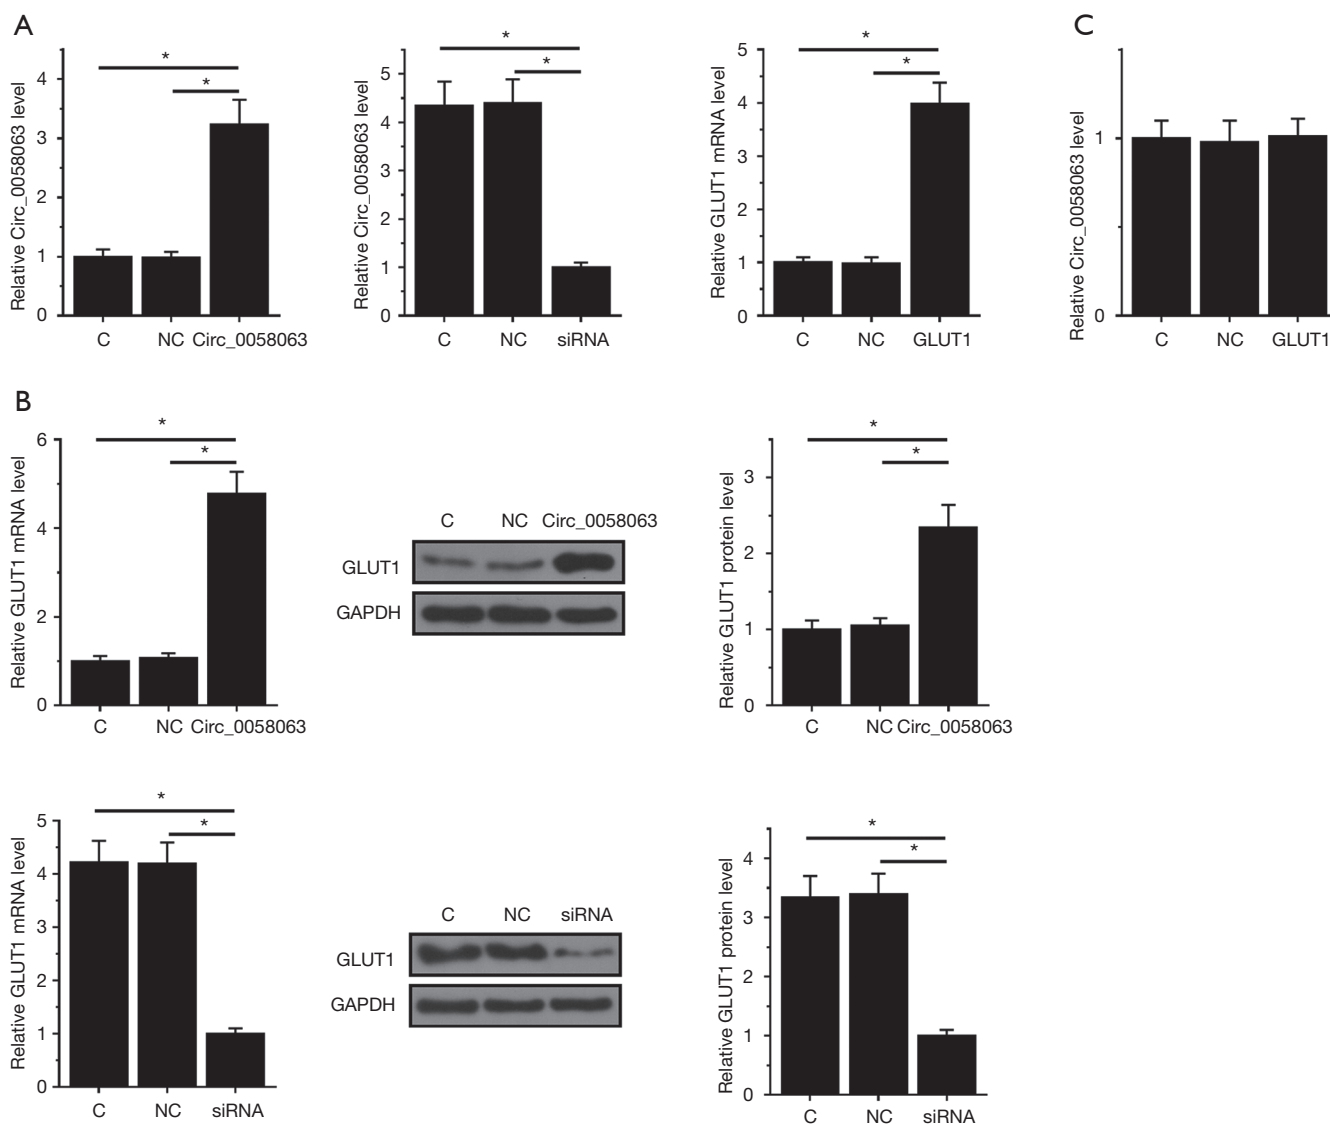 A
C
*
*
Relative Circ_0058063 level
4
3
2
1
0
C NC Circ_0058063
*
*
Relative Circ_0058063 level
5
4
3
2
1
0
C NC siRNA
*
*
Relative GLUT1 mRNA level
5
4
3
2
1
0
C NC GLUT1
Relative Circ_0058063 level
1
0
C NC GLUT1
B
*
*
Relative GLUT1 mRNA level
6
4
2
0
C NC Circ_0058063
C NC Circ_0058063
GLUT1
GAPDH
*
*
Relative GLUT1 protein level
3
2
1
0
C NC Circ_0058063
*
*
Relative GLUT1 mRNA level
5
4
3
2
1
0
C NC siRNA
C NC siRNA
GLUT1
GAPDH
*
*
Relative GLUT1 protein level
4
3
2
1
0
C NC siRNA